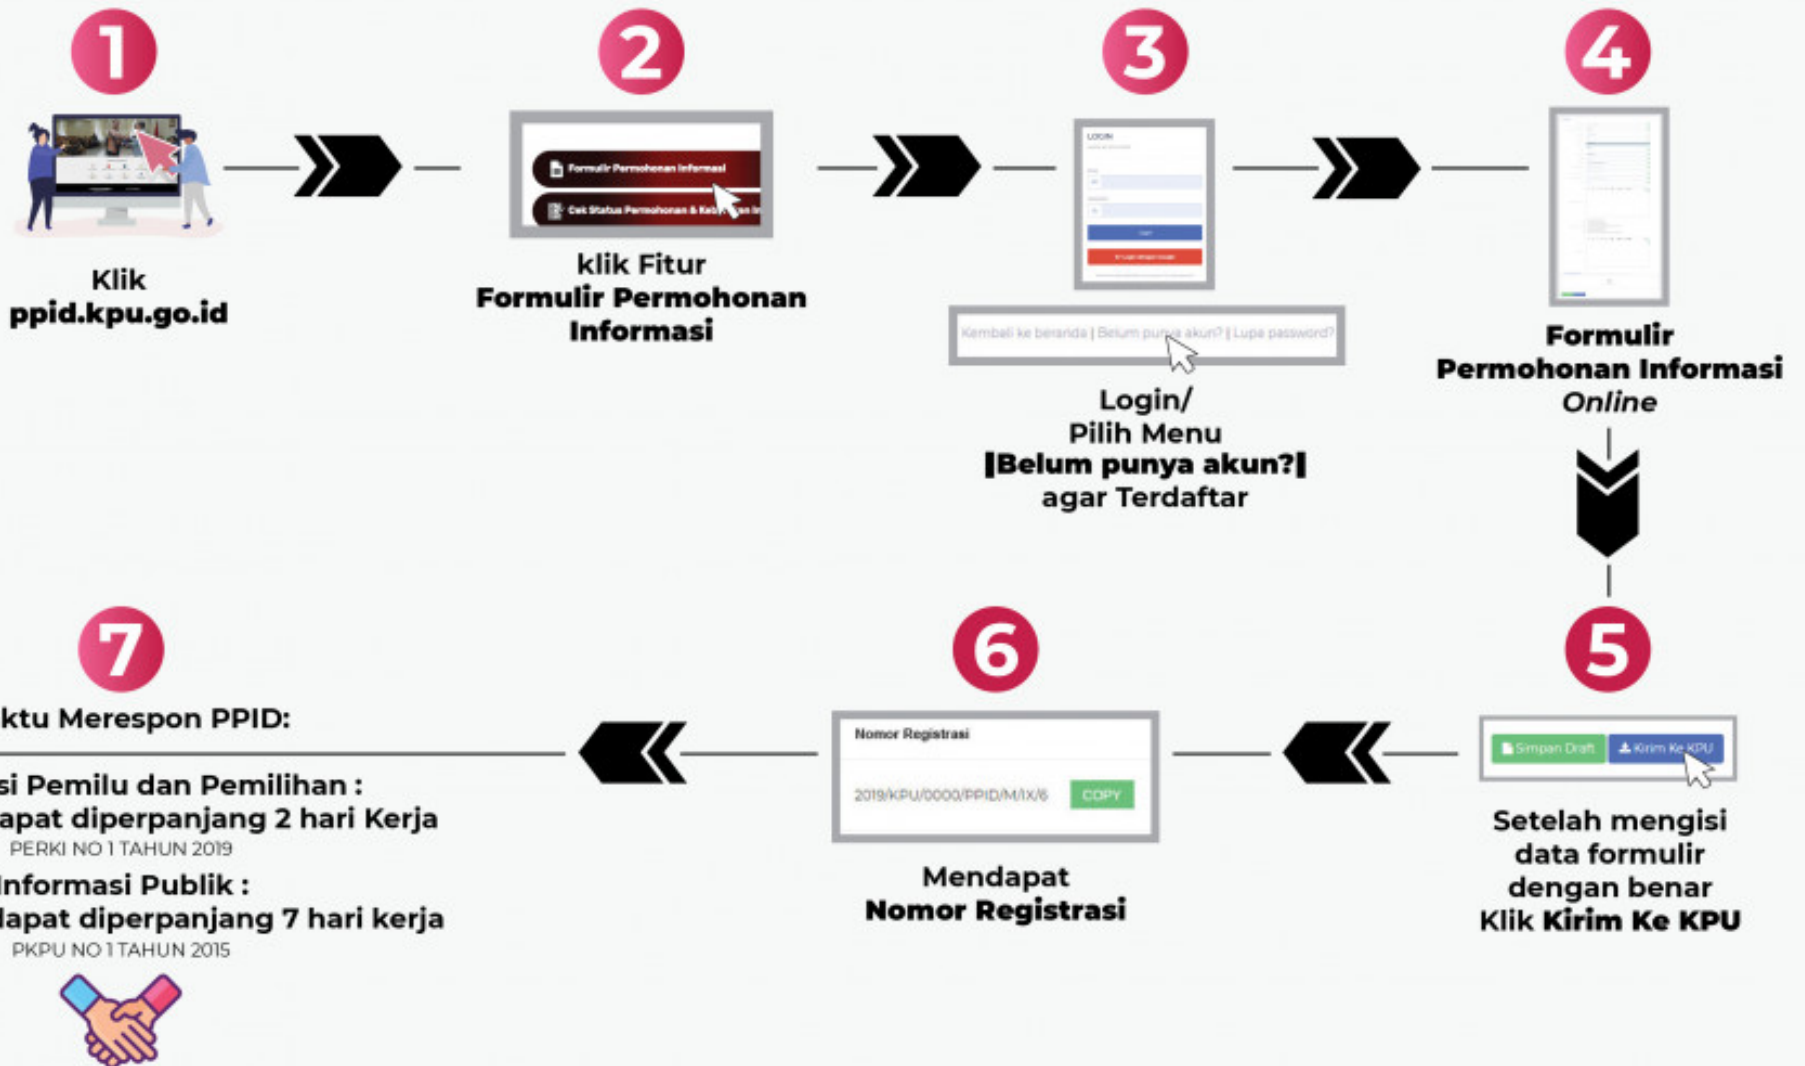 1
Klik
ppid.kpu.go.id
2
Formulir Permohonan Informasi
Cek Status Permohonan &
klik Fitur
Formulir Permohonan
Informasi
3
LOGIN
Kembali ke beranda | Belum punya akun? | Lupa password?
Login/
Pilih Menu
|Belum punya akun?|
agar Terdaftar
4
Formulir
Permohonan Informasi
Online
5
Simpan Draft
Kirim Ke KPU
Setelah mengisi
data formulir
dengan benar
Klik Kirim Ke KPU
6
Nomor Registrasi
2019/KPU/0000/PPID/M/IX/6
COPY
Mendapat
Nomor Registrasi
7
ktu Merespon PPID:
si Pemilu dan Pemilihan :
apat diperpanjang 2 hari Kerja
PERKI NO 1 TAHUN 2019
Informasi Publik :
lapat diperpanjang 7 hari kerja
PKPU NO 1 TAHUN 2015